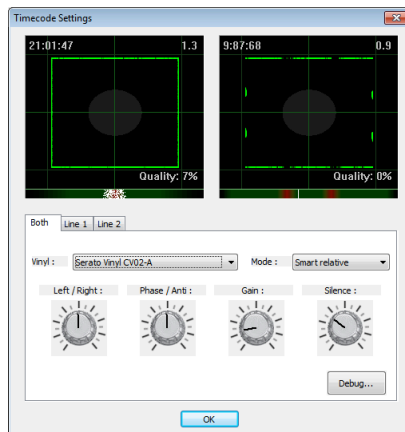 Timecode Settings
21:01:47 1.3 9:87:68 0.9
Quality: 7% Quality: 0%
Both Line 1 Line 2
Vinyl : Serato Vinyl CV02-A Mode : Smart relative
Left / Right : Phase / Anti : Gain : Silence :
Debug...
OK